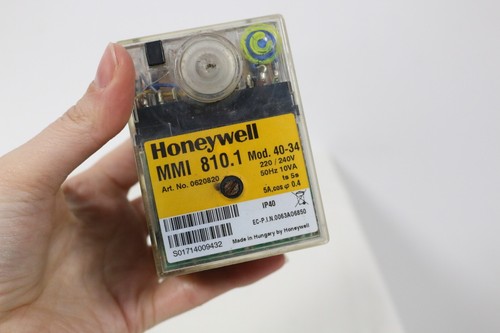 Honeywell
MMI 810.1 Mod. 40-34
Art. No. 0620820
220 / 240V
50Hz 10VA
ts 5s
5A, cos φ 0.4
IP40
EC-P.I.N.0063AO6850
Made in Hungary by Honeywell
S01714009432